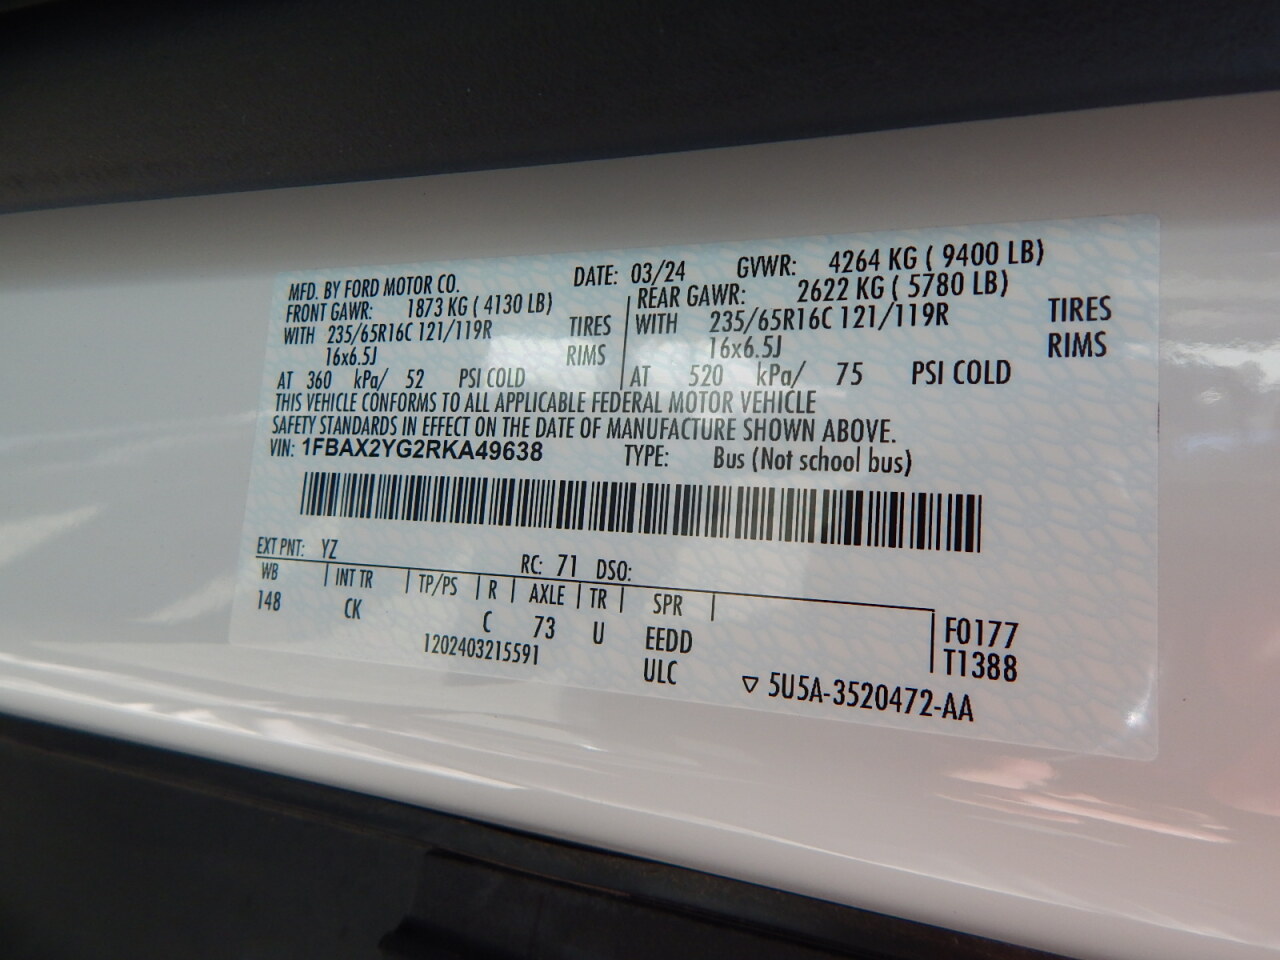 MFD. BY FORD MOTOR CO. DATE: 03/24 GVWR: 4264 KG ( 9400 LB)
FRONT GAWR: 1873 KG ( 4130 LB) REAR GAWR: 2622 KG ( 5780 LB)
WITH 235/65R16C 121/119R TIRES WITH 235/65R16C 121/119R TIRES
16x6.5J RIMS 16x6.5J RIMS
AT 360 kPa/ 52 PSI COLD AT 520 kPa/ 75 PSI COLD
THIS VEHICLE CONFORMS TO ALL APPLICABLE FEDERAL MOTOR VEHICLE
SAFETY STANDARDS IN EFFECT ON THE DATE OF MANUFACTURE SHOWN ABOVE.
VIN: 1FBAX2YG2RKA49638 TYPE: Bus (Not school bus)
EXT PNT: YZ RC: 71 DSO:
WB INT TR TP/PS R AXLE TR SPR
148 CK C 73 U EEDD F0177
1202403215591 ULC T1388
▽ 5U5A-3520472-AA